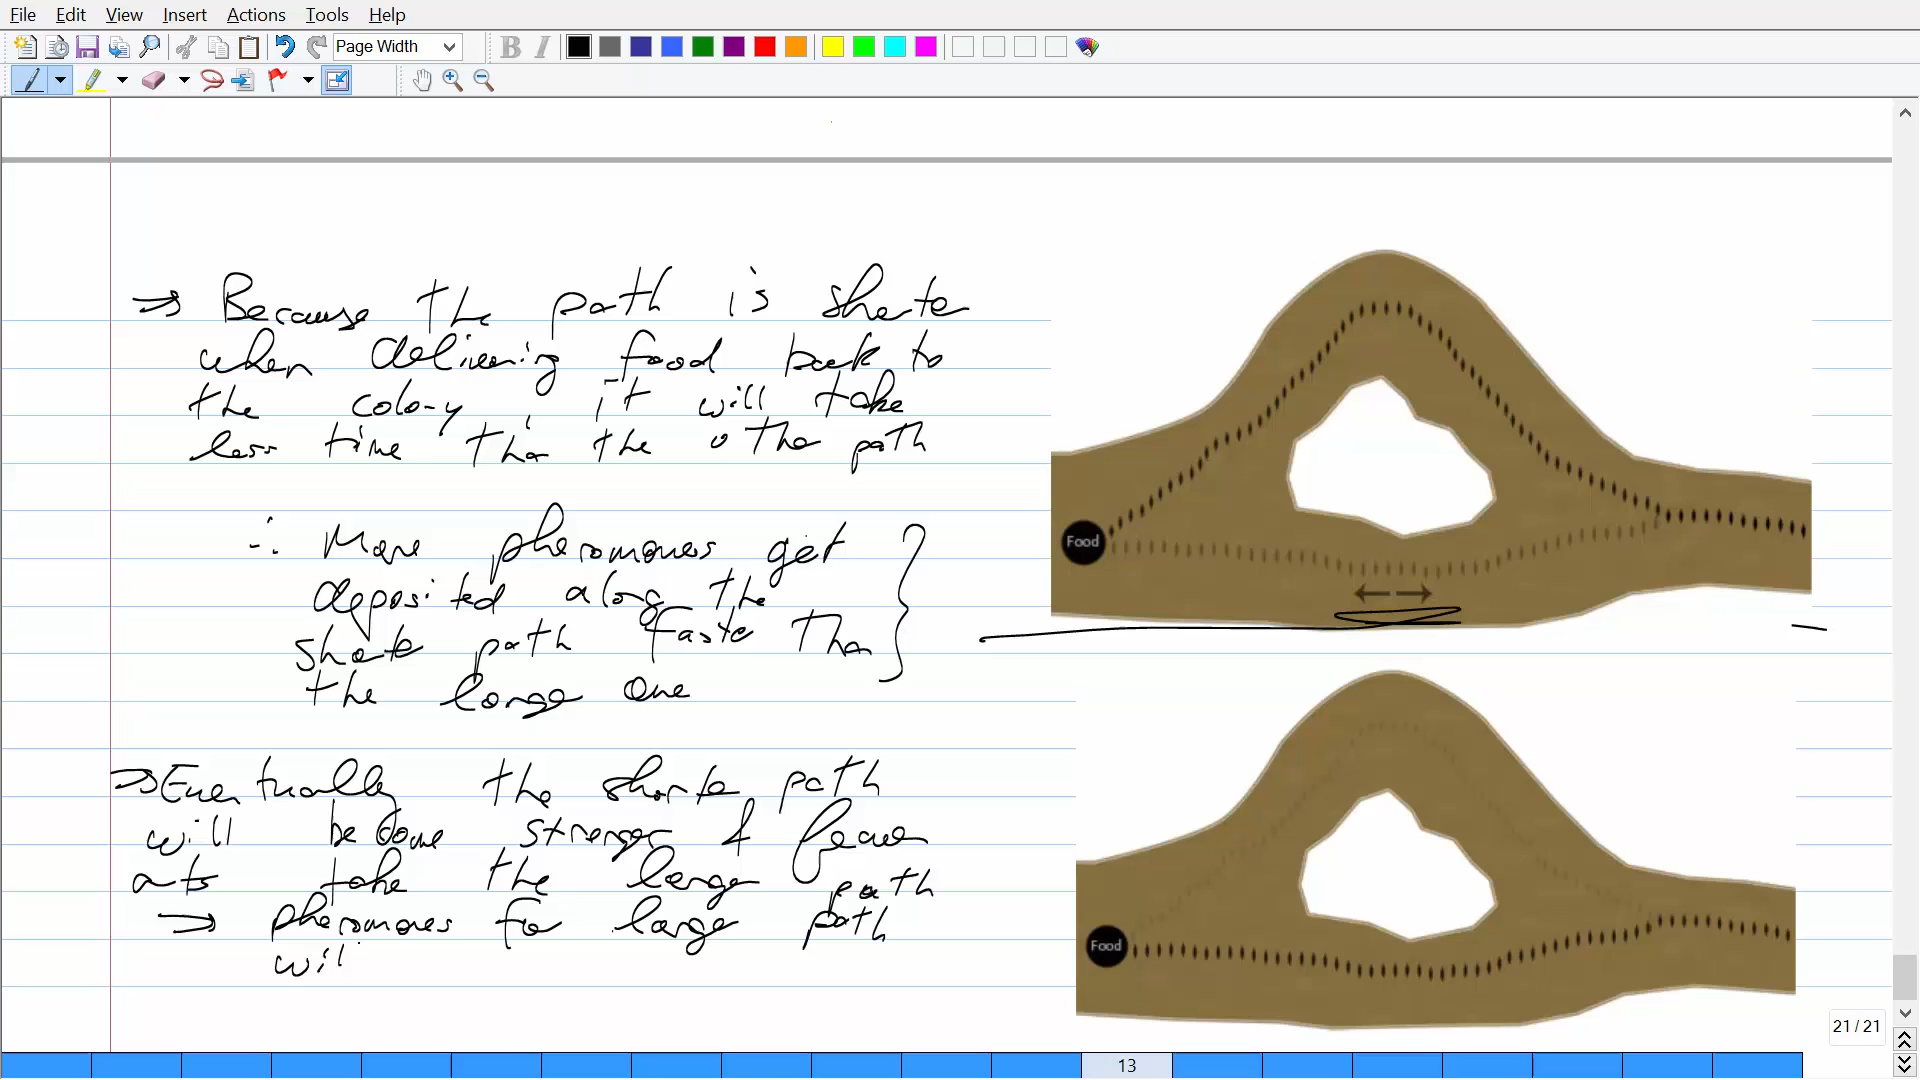 File Edit View Insert Actions Tools Help
Page Width
B I
→ Because the path is shorter
when delivering food back to
the colony, it will take
less time than the other path
∴ More pheromones get
deposited along the
shorter path faster than
the longer one
→ Eventually the shorter path
will become stronger & fewer
ants take the longer path
→ pheromones for longer path
wil
Food
Food
21 / 21
13